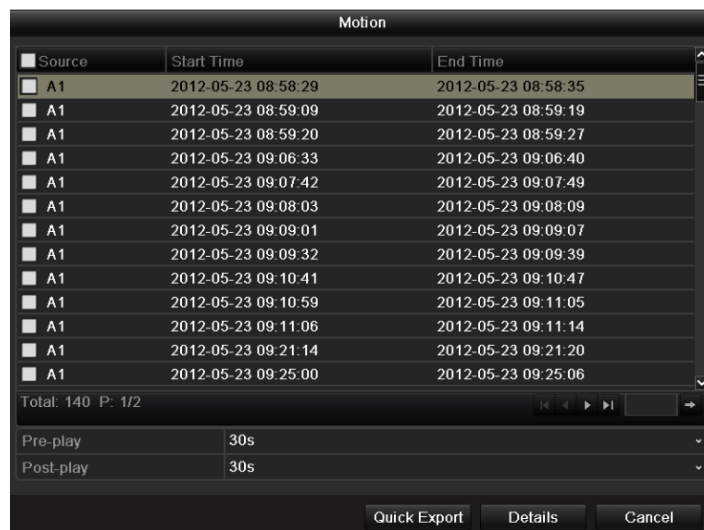 Motion
Source Start Time End Time
A1 2012-05-23 08:58:29 2012-05-23 08:58:35
A1 2012-05-23 08:59:09 2012-05-23 08:59:19
A1 2012-05-23 08:59:20 2012-05-23 08:59:27
A1 2012-05-23 09:06:33 2012-05-23 09:06:40
A1 2012-05-23 09:07:42 2012-05-23 09:07:49
A1 2012-05-23 09:08:03 2012-05-23 09:08:09
A1 2012-05-23 09:09:01 2012-05-23 09:09:07
A1 2012-05-23 09:09:32 2012-05-23 09:09:39
A1 2012-05-23 09:10:41 2012-05-23 09:10:47
A1 2012-05-23 09:10:59 2012-05-23 09:11:05
A1 2012-05-23 09:11:06 2012-05-23 09:11:14
A1 2012-05-23 09:21:14 2012-05-23 09:21:20
A1 2012-05-23 09:25:00 2012-05-23 09:25:06
Total: 140 P: 1/2
Pre-play 30s
Post-play 30s
Quick Export Details Cancel